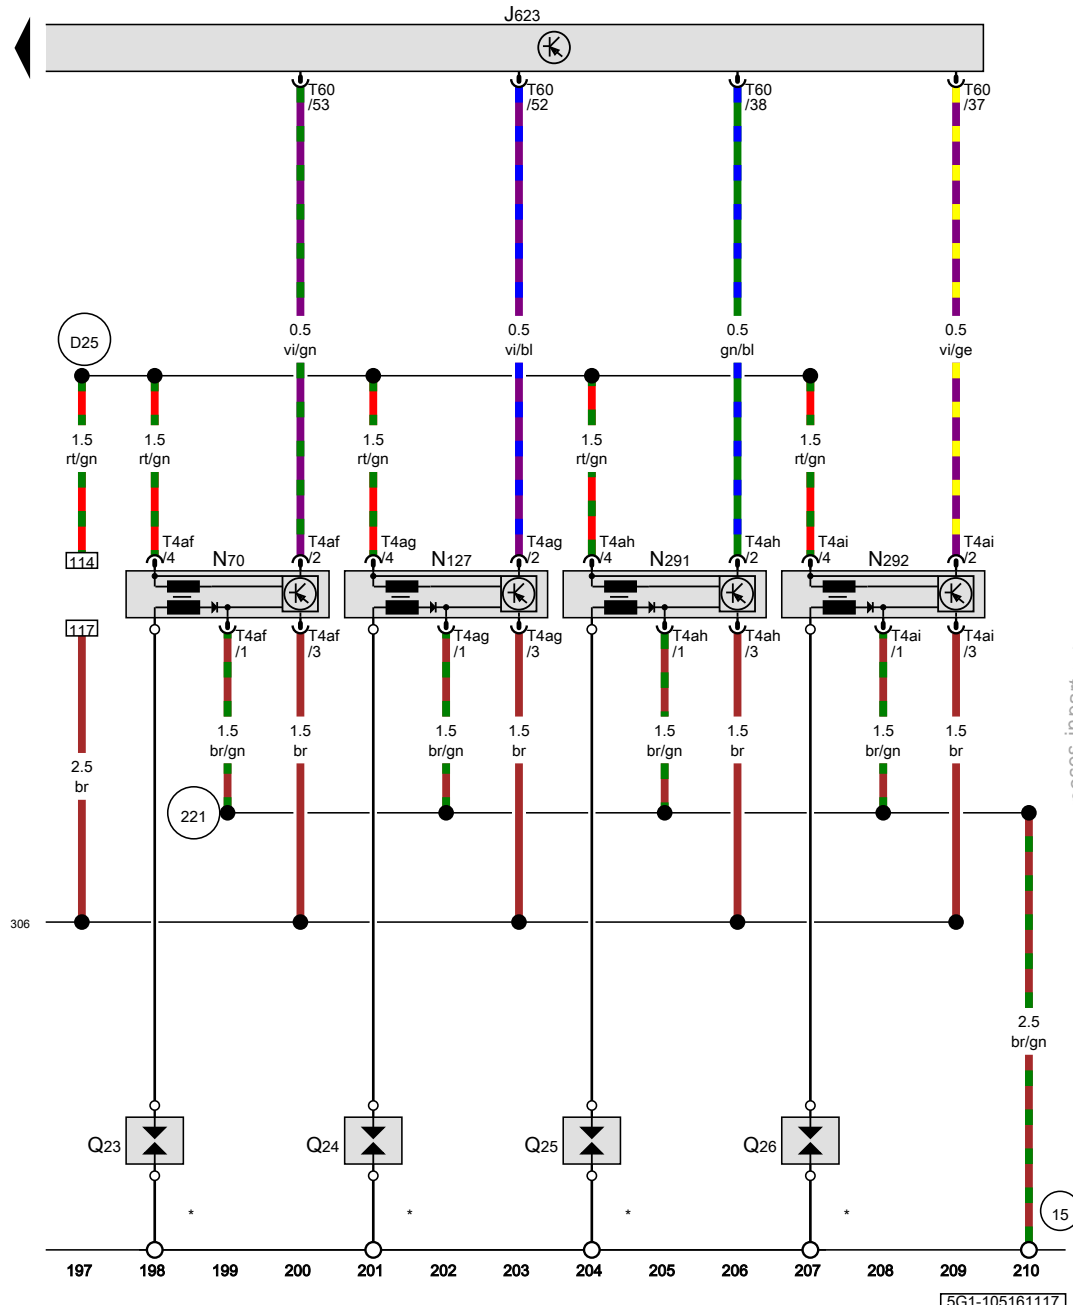 J623
T60 T60 T60 T60
/53 /52 /38 /37
0.5 0.5 0.5 0.5
vi/gn vi/bl gn/bl vi/ge
D25
1.5 1.5 1.5 1.5 1.5
rt/gn rt/gn rt/gn rt/gn rt/gn
T4af N70 T4af T4ag N127 T4ag T4ah N291 T4ah T4ai N292 T4ai
114 /4 /2 /4 /2 /4 /2 /4 /2
117 T4af T4af T4ag T4ag T4ah T4ah T4ai T4ai
/1 /3 /1 /3 /1 /3 /1 /3
1.5 1.5 1.5 1.5 1.5 1.5 1.5 1.5
br/gn br br/gn br br/gn br br/gn br
2.5
br
221
306
2.5
br/gn
Q23 Q24 Q25 Q26
* * * *
15
197 198 199 200 201 202 203 204 205 206 207 208 209 210
5G1-105161117